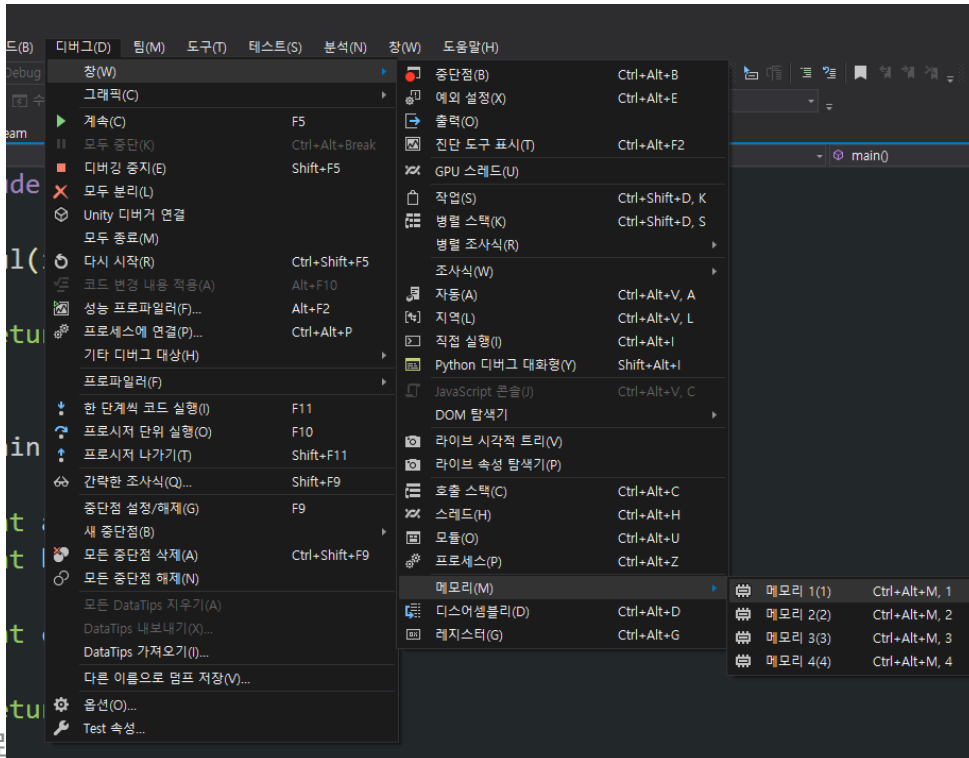 드(B) 디버그(D) 팀(M) 도구(T) 테스트(S) 분석(N) 창(W) 도움말(H)
Debug
수
eam
main()
창(W)
그래픽(C)
계속(C) F5
모두 중단(K) Ctrl+Alt+Break
디버깅 중지(E) Shift+F5
모두 분리(L)
Unity 디버거 연결
모두 종료(M)
다시 시작(R) Ctrl+Shift+F5
코드 변경 내용 적용(A) Alt+F10
성능 프로파일러(F)... Alt+F2
프로세스에 연결(P)... Ctrl+Alt+P
기타 디버그 대상(H)
프로파일러(F)
한 단계씩 코드 실행(I) F11
프로시저 단위 실행(O) F10
프로시저 나가기(T) Shift+F11
간략한 조사식(Q)... Shift+F9
중단점 설정/해제(G) F9
새 중단점(B)
모든 중단점 삭제(A) Ctrl+Shift+F9
모든 중단점 해제(N)
모든 DataTips 지우기(A)
DataTips 내보내기(X)...
DataTips 가져오기(I)...
다른 이름으로 덤프 저장(V)...
옵션(O)...
Test 속성...
중단점(B) Ctrl+Alt+B
예외 설정(X) Ctrl+Alt+E
출력(O)
진단 도구 표시(T) Ctrl+Alt+F2
GPU 스레드(U)
작업(S) Ctrl+Shift+D, K
병렬 스택(K) Ctrl+Shift+D, S
병렬 조사식(R)
조사식(W)
자동(A) Ctrl+Alt+V, A
지역(L) Ctrl+Alt+V, L
직접 실행(I) Ctrl+Alt+I
Python 디버그 대화형(Y) Shift+Alt+I
JavaScript 콘솔(J) Ctrl+Alt+V, C
DOM 탐색기
라이브 시각적 트리(V)
라이브 속성 탐색기(P)
호출 스택(C) Ctrl+Alt+C
스레드(H) Ctrl+Alt+H
모듈(O) Ctrl+Alt+U
프로세스(P) Ctrl+Alt+Z
메모리(M)
디스어셈블리(D) Ctrl+Alt+D
레지스터(G) Ctrl+Alt+G
메모리 1(1) Ctrl+Alt+M, 1
메모리 2(2) Ctrl+Alt+M, 2
메모리 3(3) Ctrl+Alt+M, 3
메모리 4(4) Ctrl+Alt+M, 4